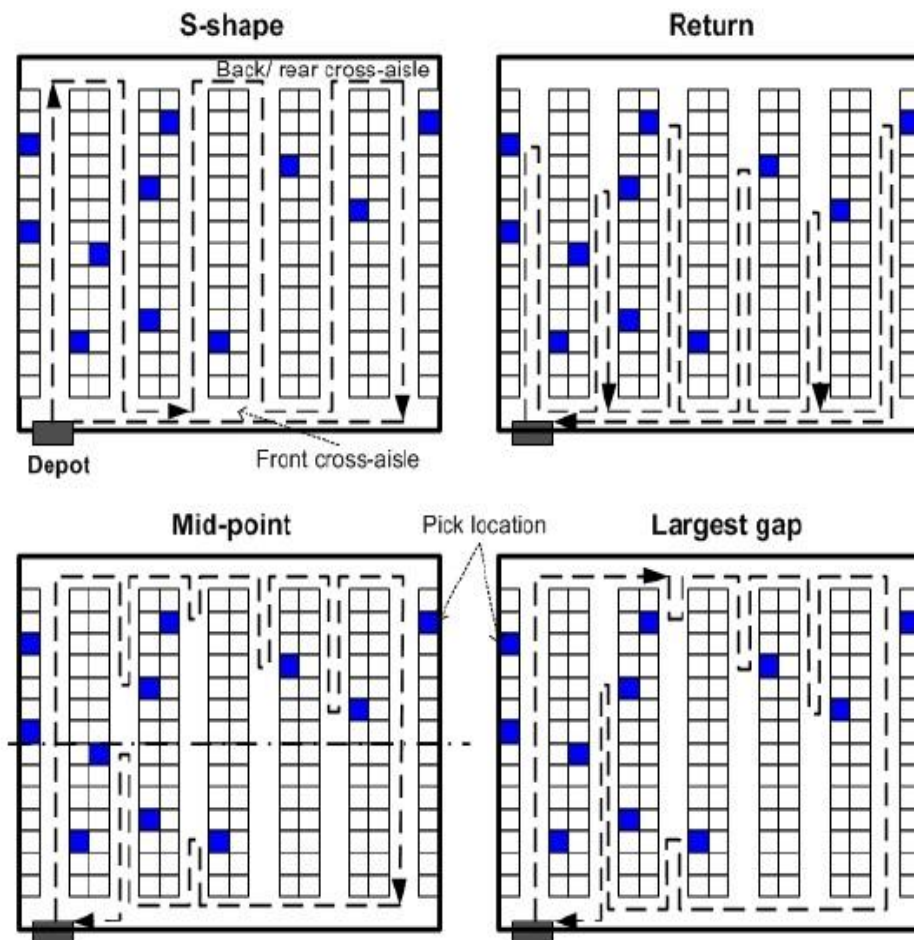 S-shape
Return
Back/ rear cross-aisle
Depot
Front cross-aisle
Mid-point
Pick location
Largest gap